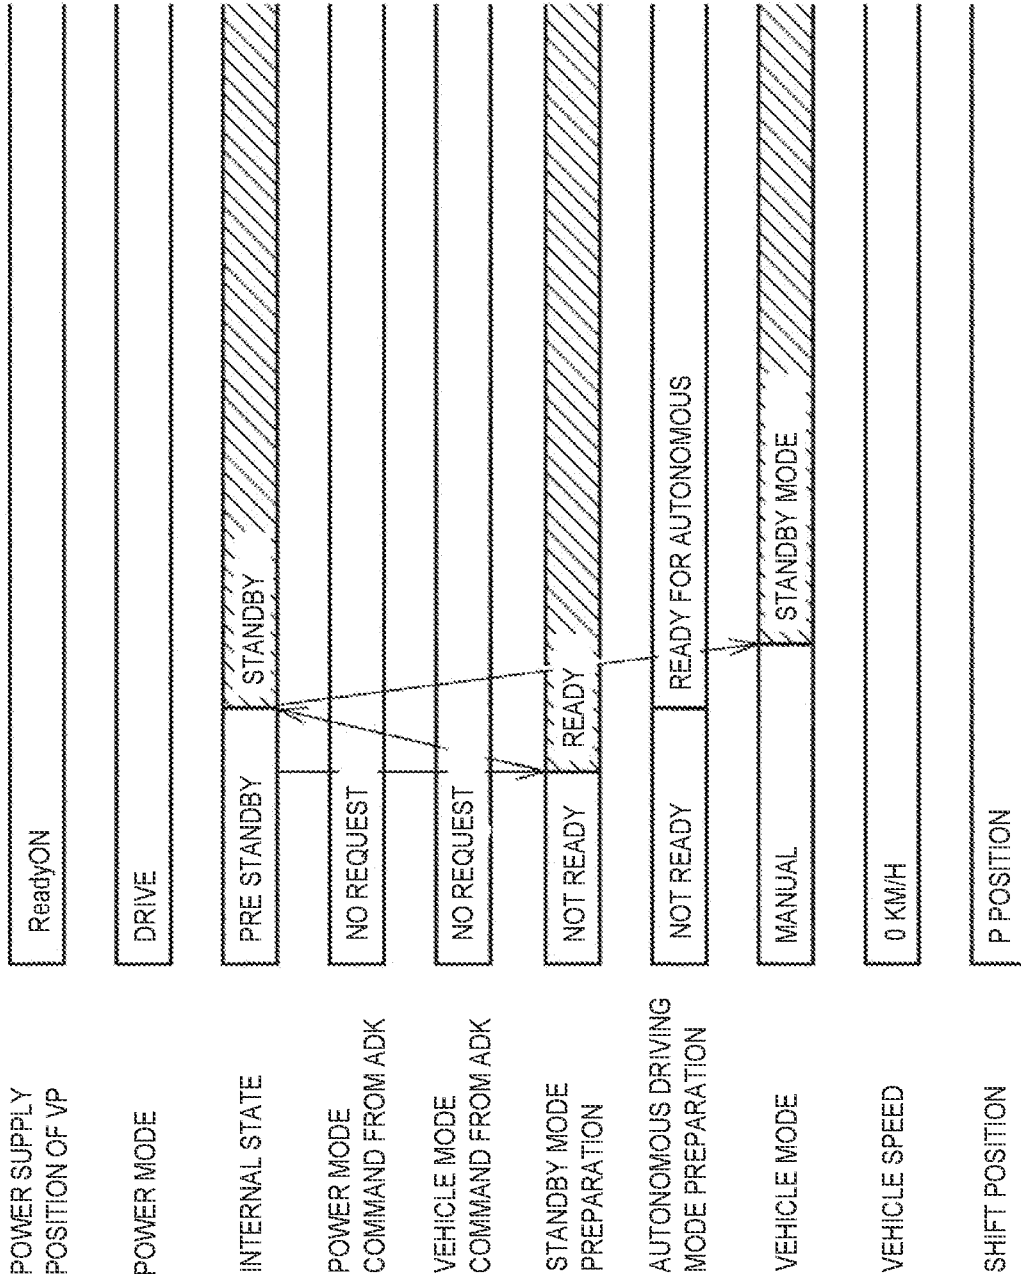 POWER SUPPLY
POSITION OF VP
ReadyON
POWER MODE
DRIVE
INTERNAL STATE
PRE STANDBY
STANDBY
POWER MODE
COMMAND FROM ADK
NO REQUEST
VEHICLE MODE
COMMAND FROM ADK
NO REQUEST
STANDBY MODE
PREPARATION
NOT READY
READY
AUTONOMOUS DRIVING
MODE PREPARATION
NOT READY
READY FOR AUTONOMOUS
VEHICLE MODE
MANUAL
STANDBY MODE
VEHICLE SPEED
0 KM/H
SHIFT POSITION
P POSITION